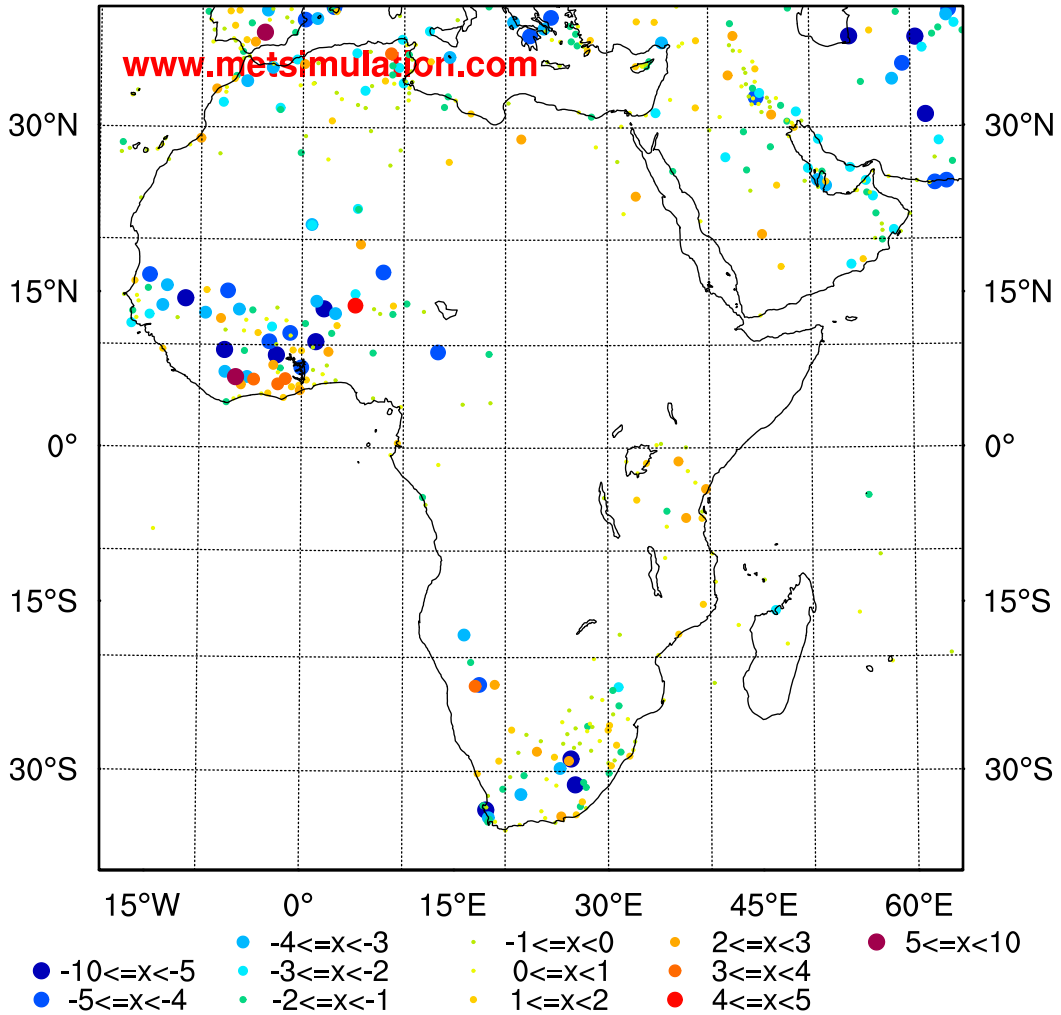 www.metsimulation.com
30°N 30°N
15°N 15°N
0° 0°
15°S 15°S
30°S 30°S
15°W 0° 15°E 30°E 45°E 60°E
-4<=x<-3 -1<=x<0 2<=x<3 5<=x<10
-10<=x<-5 -3<=x<-2 0<=x<1 3<=x<4
-5<=x<-4 -2<=x<-1 1<=x<2 4<=x<5